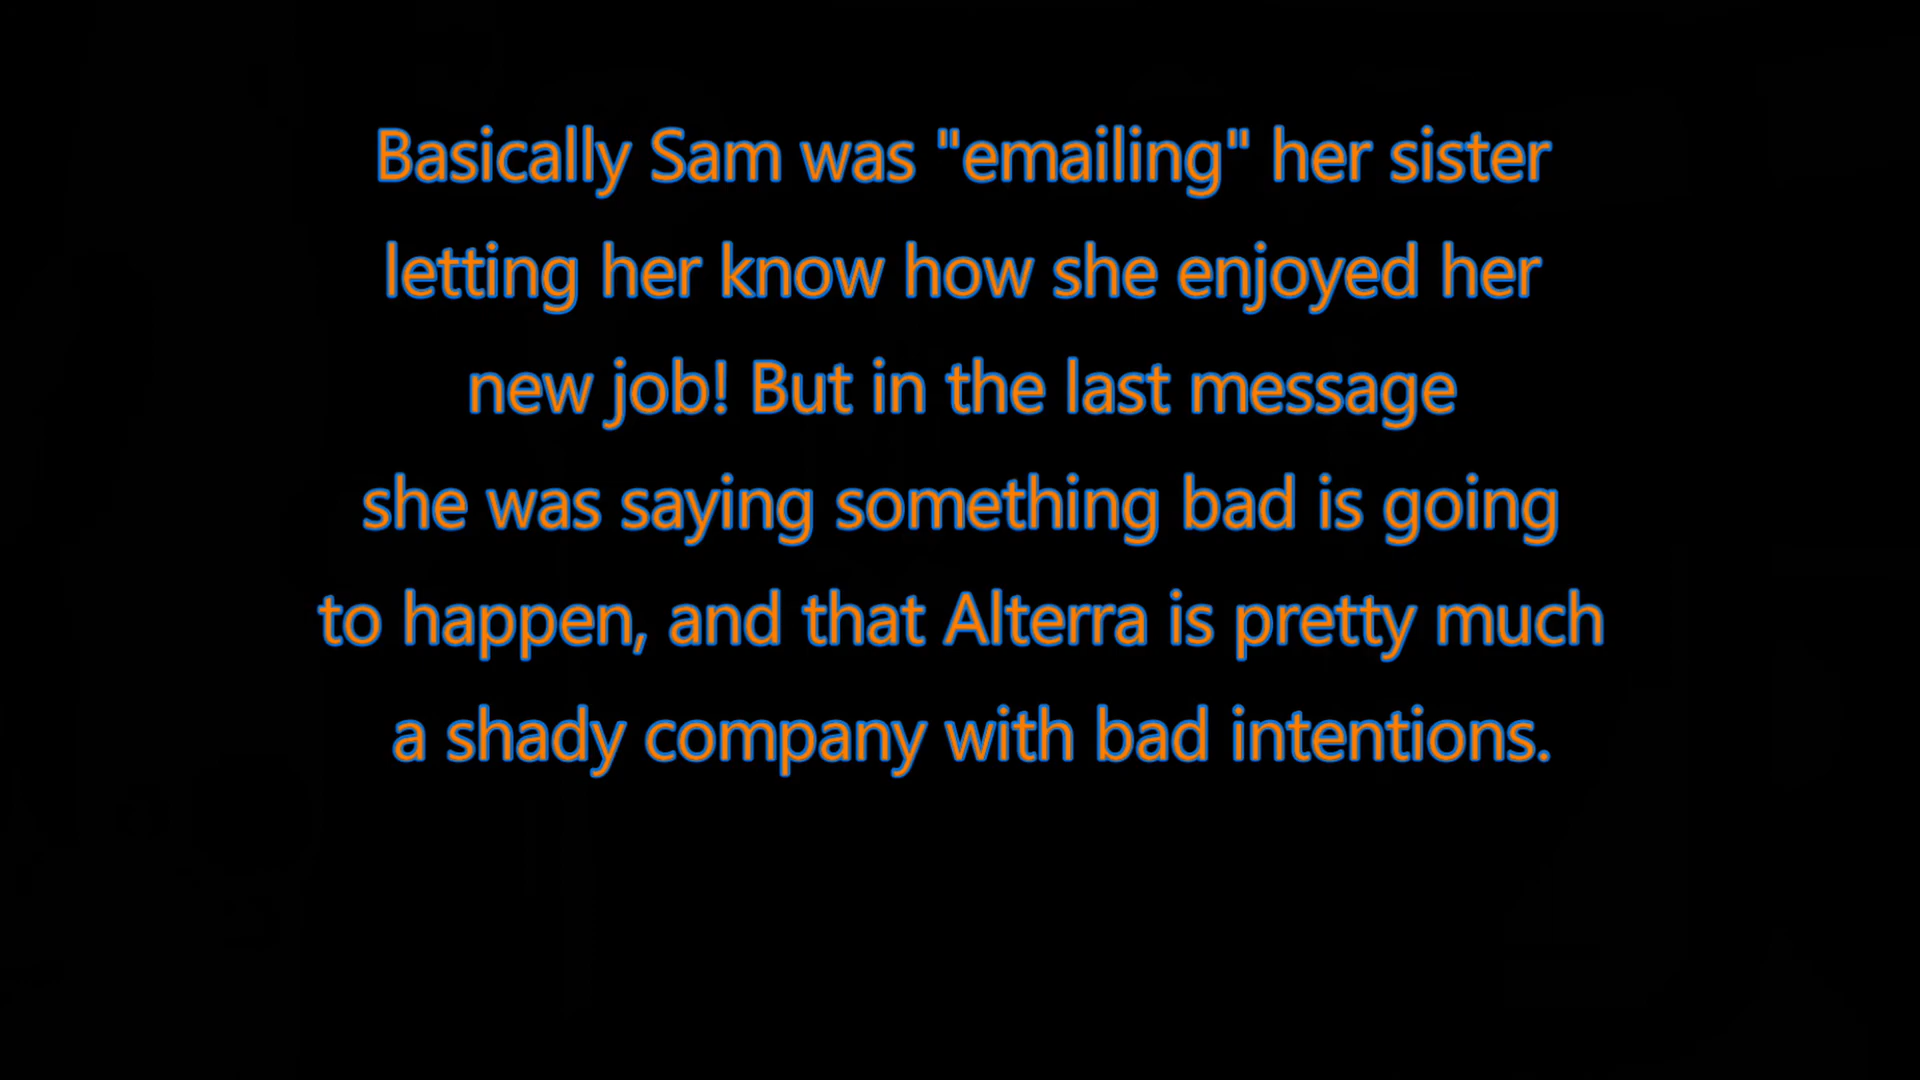 Basically Sam was "emailing" her sister
letting her know how she enjoyed her
new job! But in the last message
she was saying something bad is going
to happen, and that Alterra is pretty much
a shady company with bad intentions.